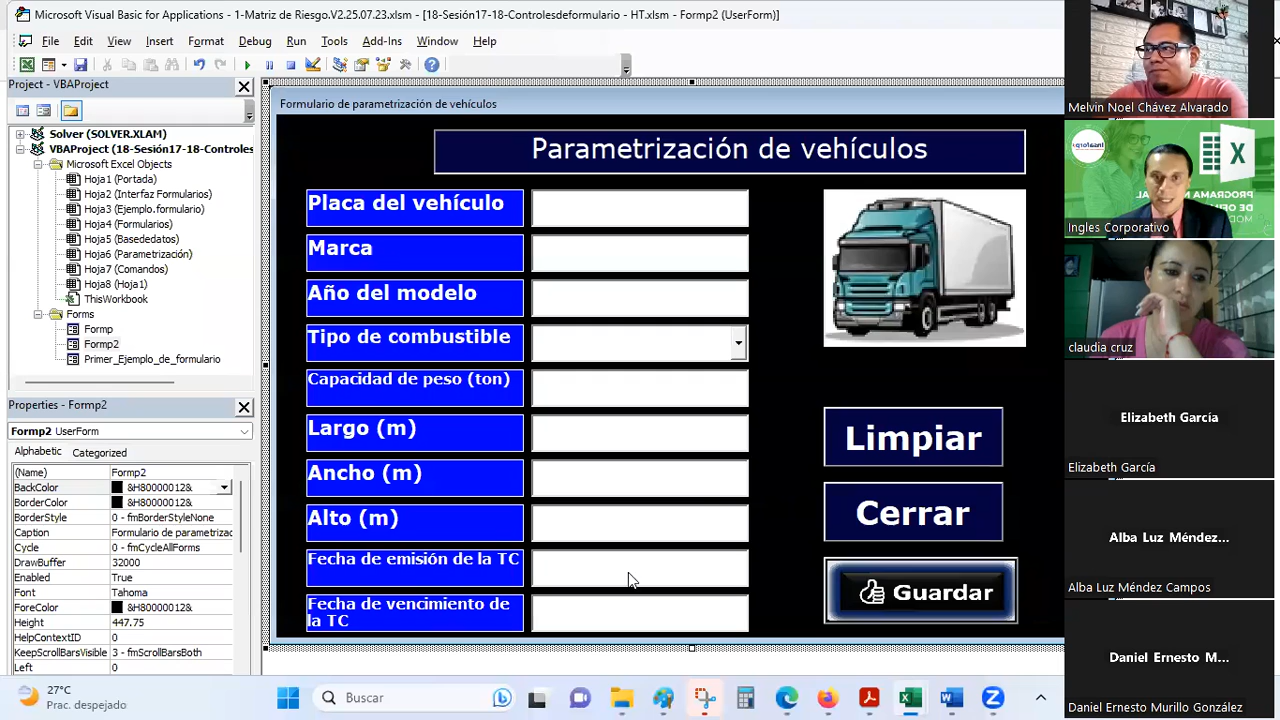 Microsoft Visual Basic for Applications - 1-Matriz de Riesgo.V2.25.07.23.xlsm - [18-Sesión17-18-Controlesdeformulario - HT.xlsm - Formp2 (UserForm)]
File Edit View Insert Format Debug Run Tools Add-Ins Window Help
Project - VBAProject
Solver (SOLVER.XLAM)
VBAProject (18-Sesión17-18-Controles
Microsoft Excel Objects
Hoja1 (Portada)
Hoja2 (Interfaz Formularios)
Hoja3 (Ejemplo.formulario)
Hoja4 (Formularios)
Hoja5 (Basededatos)
Hoja6 (Parametrización)
Hoja7 (Comandos)
Hoja8 (Hoja1)
ThisWorkbook
Forms
Formp
Formp2
Primer_Ejemplo_de_formulario
Properties - Formp2
Formp2 UserForm
Alphabetic Categorized
(Name) Formp2
BackColor &H80000012&
BorderColor &H80000012&
BorderStyle 0 - fmBorderStyleNone
Caption Formulario de parametrizac
Cycle 0 - fmCycleAllForms
DrawBuffer 32000
Enabled True
Font Tahoma
ForeColor &H80000012&
Height 447.75
HelpContextID 0
KeepScrollBarsVisible 3 - fmScrollBarsBoth
Left 0
Formulario de parametrización de vehículos
Parametrización de vehículos
Placa del vehículo
Marca
Año del modelo
Tipo de combustible
Capacidad de peso (ton)
Largo (m)
Ancho (m)
Alto (m)
Fecha de emisión de la TC
Fecha de vencimiento de
la TC
Limpiar
Cerrar
Guardar
Melvin Noel Chávez Alvarado
Ingles Corporativo
claudia cruz
Elizabeth García
Elizabeth García
Alba Luz Méndez...
Alba Luz Méndez Campos
Daniel Ernesto M...
Daniel Ernesto Murillo González
27°C
Prac. despejado
Buscar